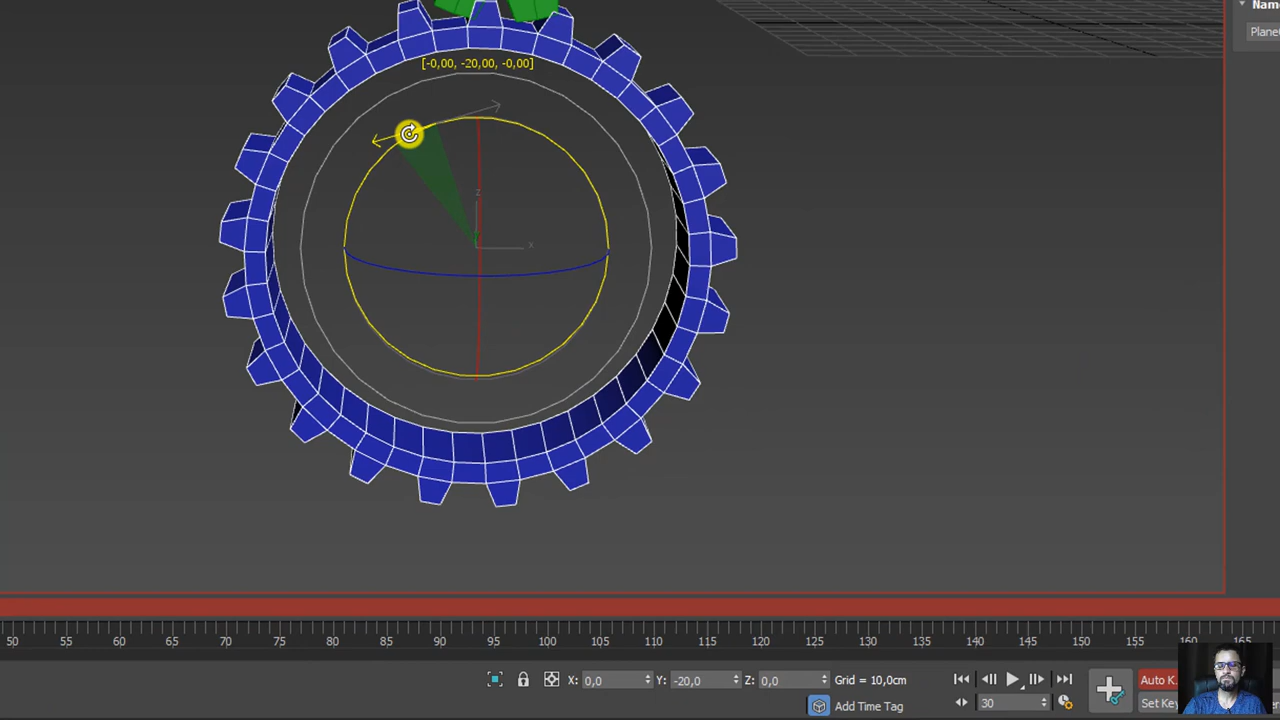 Name
Plane
[-0,00, -20,00, -0,00]
z
x
50 55 60 65 70 75 80 85 90 95 100 105 110 115 120 125 130 135 140 145 150 155 160 165
X: 0,0 Y: -20,0 Z: 0,0 Grid = 10,0cm Auto K
Add Time Tag 30 Set Ke